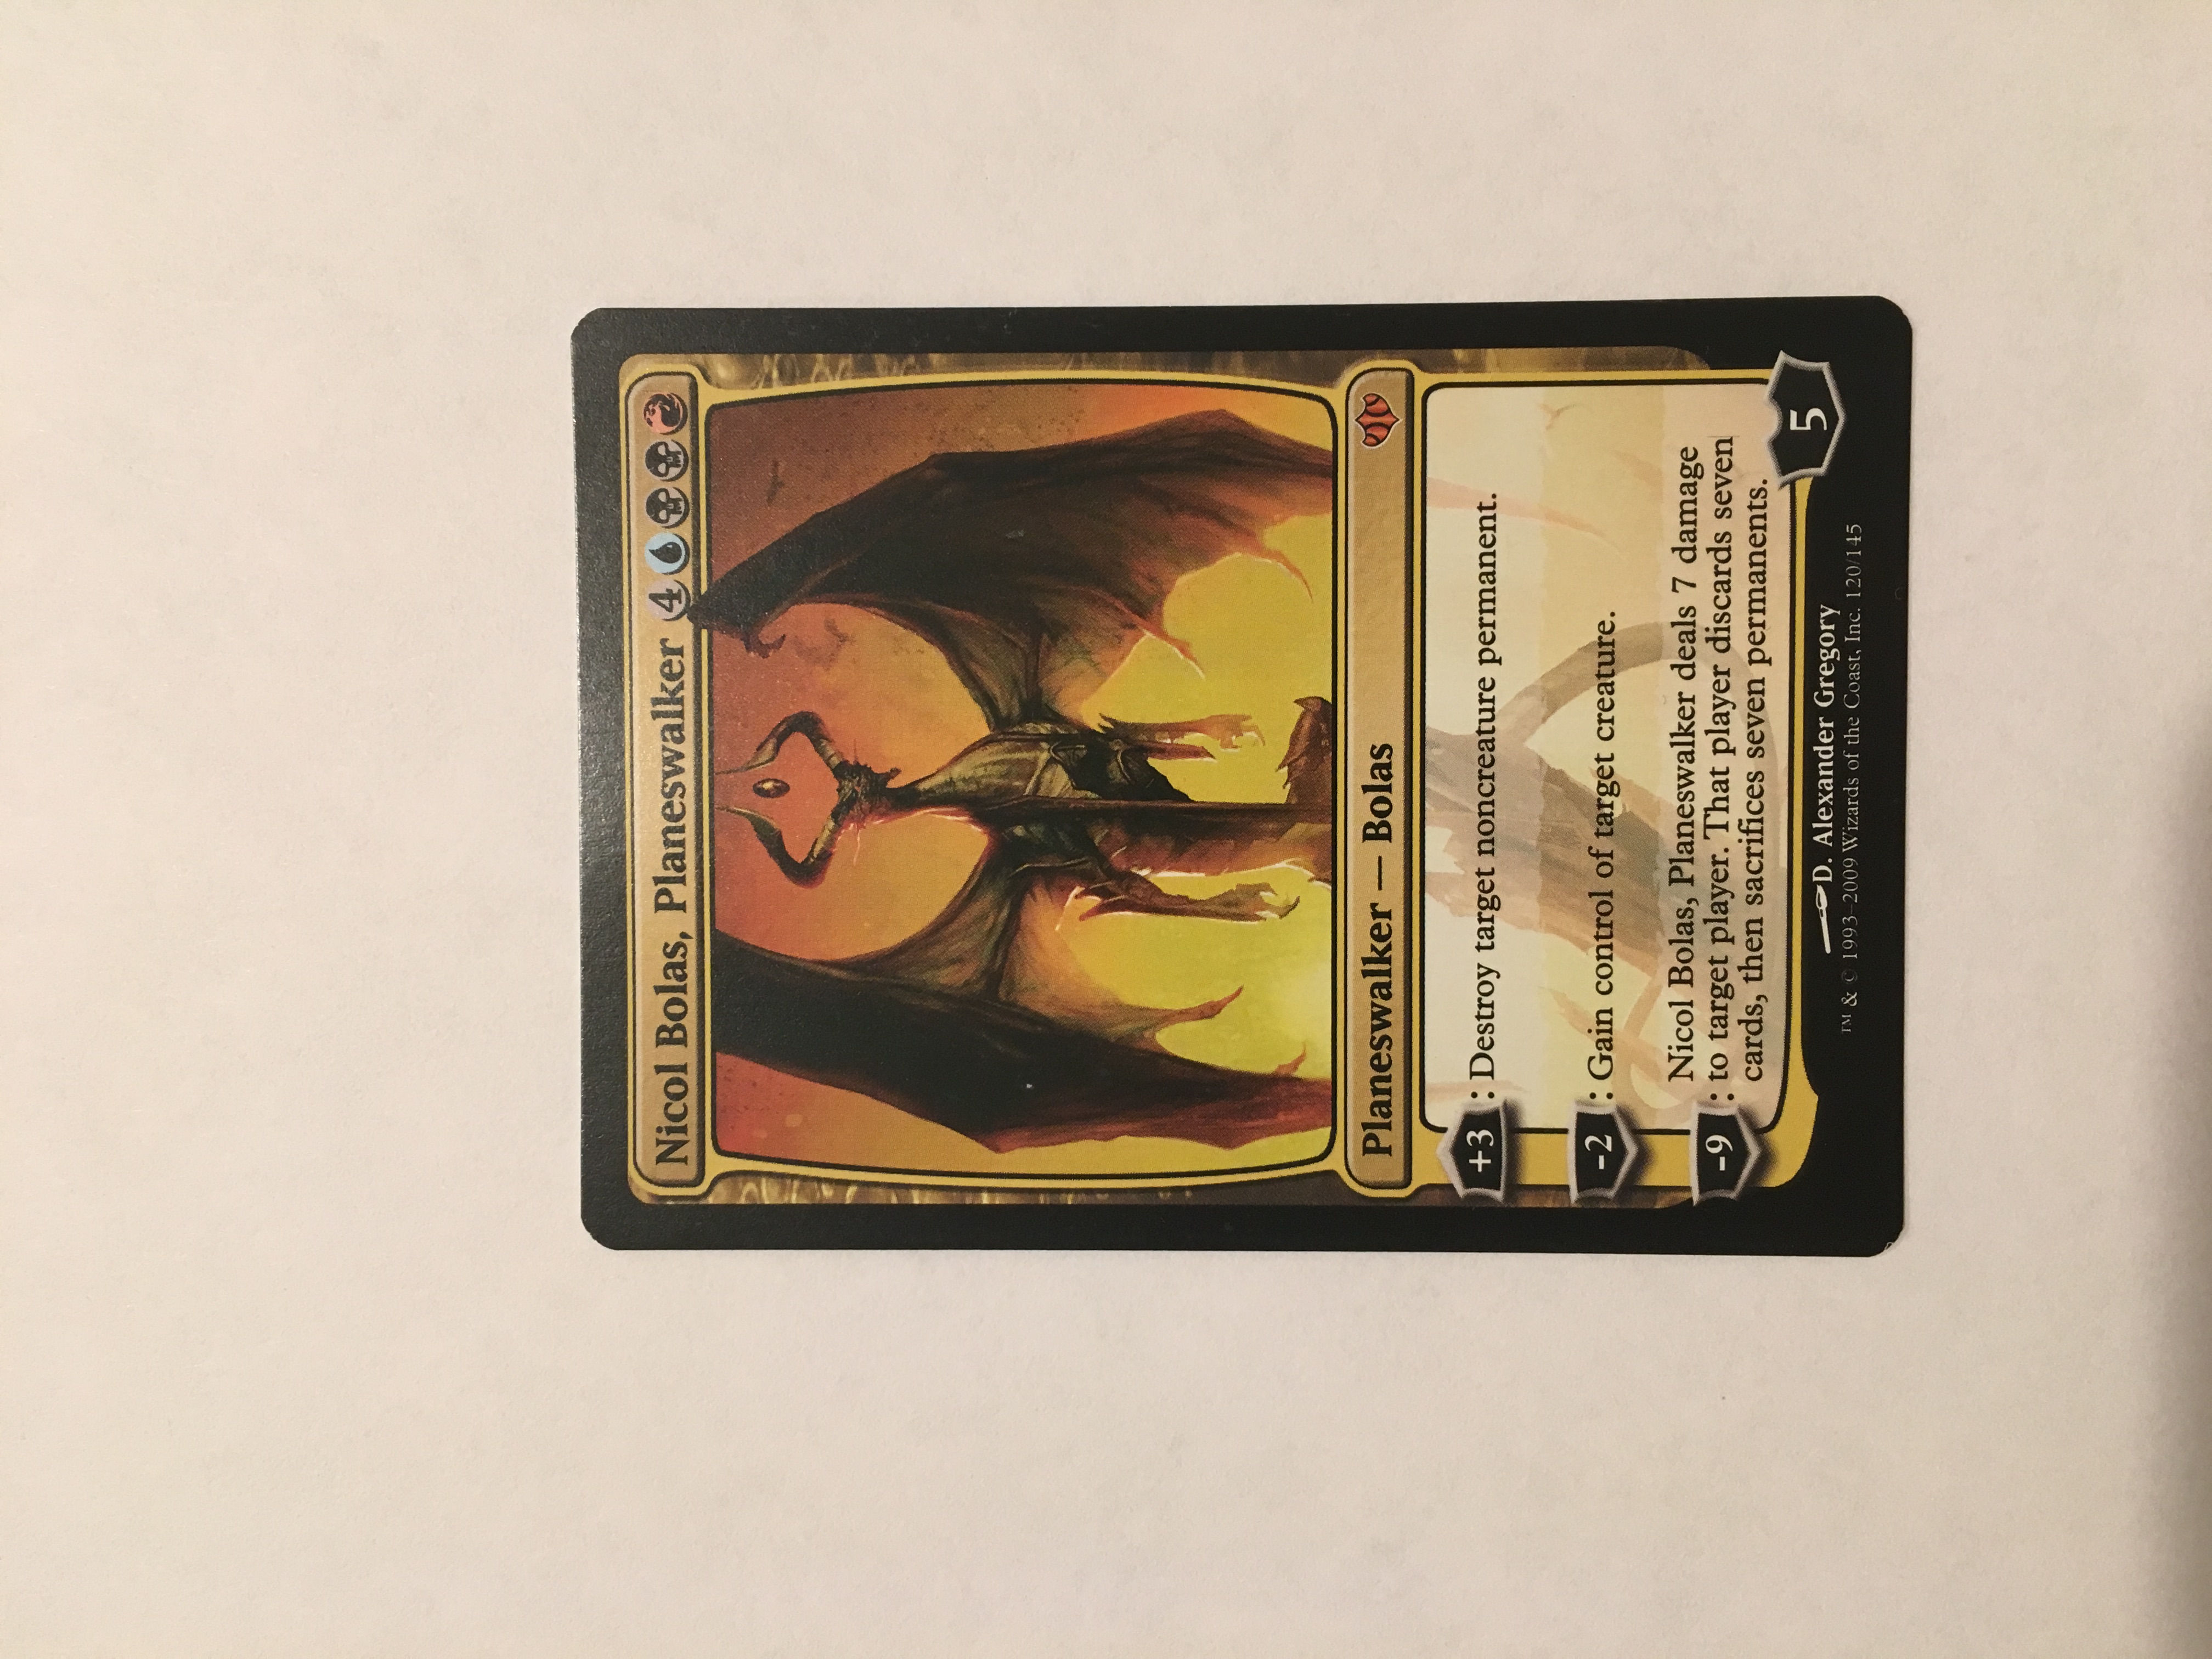 Nicol Bolas, Planeswalker 4
Planeswalker — Bolas
+3 : Destroy target noncreature permanent.
-2 : Gain control of target creature.
Nicol Bolas, Planeswalker deals 7 damage
-9 : to target player. That player discards seven
cards, then sacrifices seven permanents.
5
D. Alexander Gregory
™ & © 1993–2009 Wizards of the Coast, Inc. 120/145